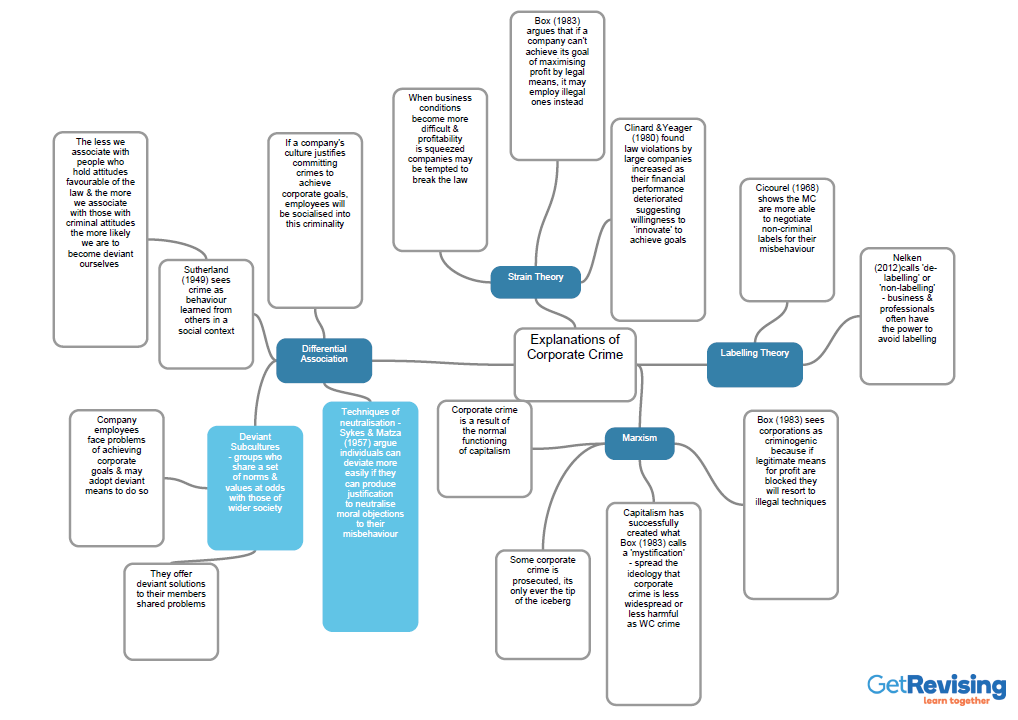 Box (1983)
argues that if a
company can't
achieve its goal
of maximising
profit by legal
means, it may
employ illegal
ones instead
When business
conditions
become more
difficult &
profitability
is squeezed
companies may
be tempted to
break the law
Clinard &Yeager
(1980) found
law violations by
large companies
increased as
their financial
performance
deteriorated
suggesting
willingness to
'innovate' to
achieve goals
The less we
associate with
people who
hold attitudes
favourable of the
law & the more
we associate
with those with
criminal attitudes
the more likely
we are to
become deviant
ourselves
If a company's
culture justifies
committing
crimes to
achieve
corporate goals,
employees will
be socialised into
this criminality
Cicourel (1968)
shows the MC
are more able
to negotiate
non-criminal
labels for their
misbehaviour
Nelken
(2012)calls 'de-
labelling' or
'non-labelling'
- business &
professionals
often have
the power to
avoid labelling
Sutherland
(1949) sees
crime as
behaviour
learned from
others in a
social context
Strain Theory
Explanations of
Corporate Crime
Differential
Association
Labelling Theory
Company
employees
face problems
of achieving
corporate
goals & may
adopt deviant
means to do so
Deviant
Subcultures
- groups who
share a set
of norms &
values at odds
with those of
wider society
Techniques of
neutralisation -
Sykes & Matza
(1957) argue
individuals can
deviate more
easily if they
can produce
justification
to neutralise
moral objections
to their
misbehaviour
Corporate crime
is a result of
the normal
functioning
of capitalism
Marxism
Box (1983) sees
corporations as
criminogenic
because if
legitimate means
for profit are
blocked they
will resort to
illegal techniques
They offer
deviant solutions
to their members
shared problems
Some corporate
crime is
prosecuted, its
only ever the tip
of the iceberg
Capitalism has
successfully
created what
Box (1983) calls
a 'mystification'
- spread the
ideology that
corporate
crime is less
widespread or
less harmful
as WC crime
GetRevising
learn together